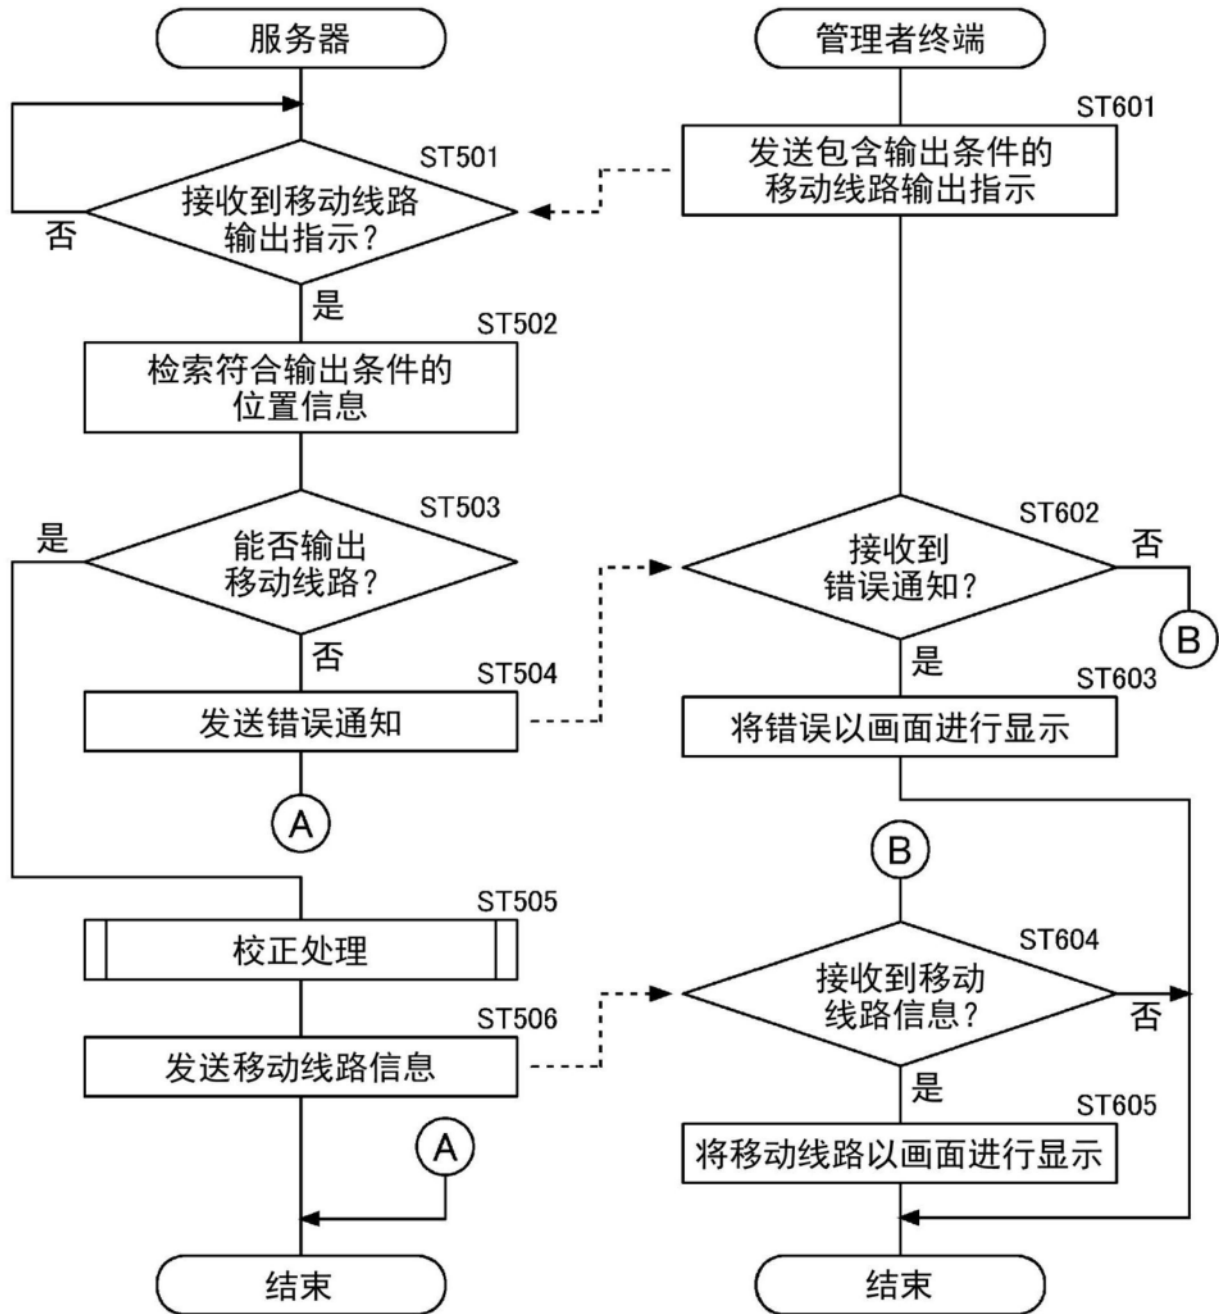 服务器
ST501
接收到移动线路
输出指示？
否
是
ST502
检索符合输出条件的
位置信息
ST503
是
能否输出
移动线路？
否
ST504
发送错误通知
A
ST505
校正处理
ST506
发送移动线路信息
A
结束
管理者终端
ST601
发送包含输出条件的
移动线路输出指示
ST602
接收到
错误通知？
否
B
是
ST603
将错误以画面进行显示
B
ST604
接收到移动
线路信息？
否
是
ST605
将移动线路以画面进行显示
结束